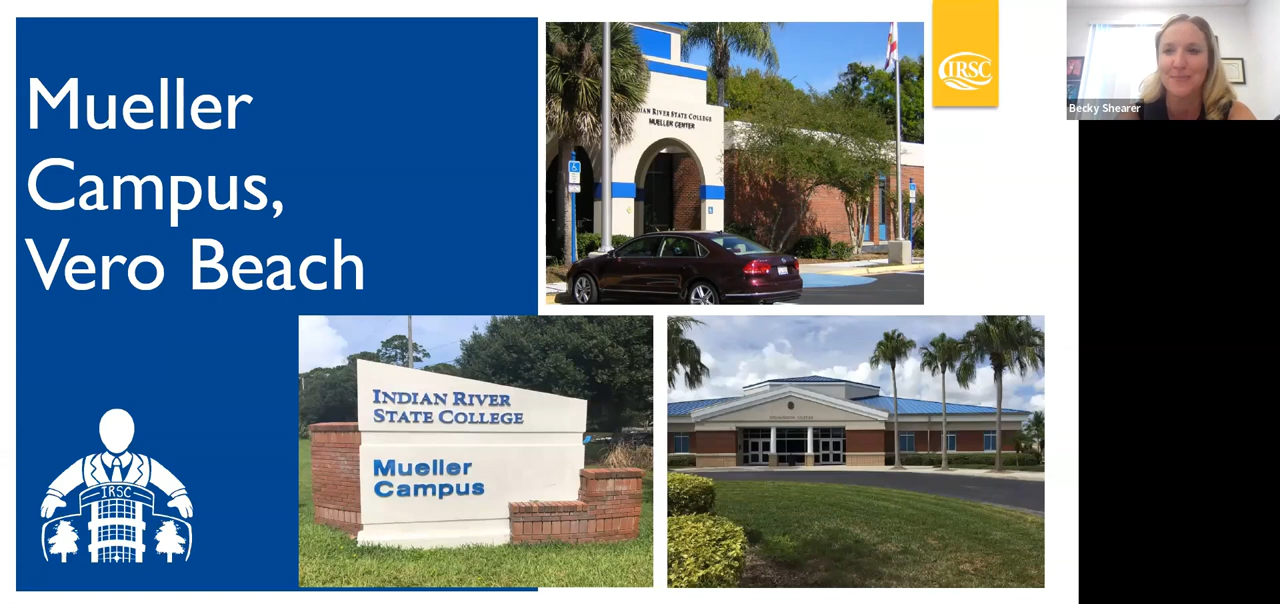 Mueller
Campus,
Vero Beach
INDIAN RIVER STATE COLLEGE
MUELLER CENTER
IRSC
Becky Shearer
INDIAN RIVER
STATE COLLEGE
Mueller
Campus
IRSC